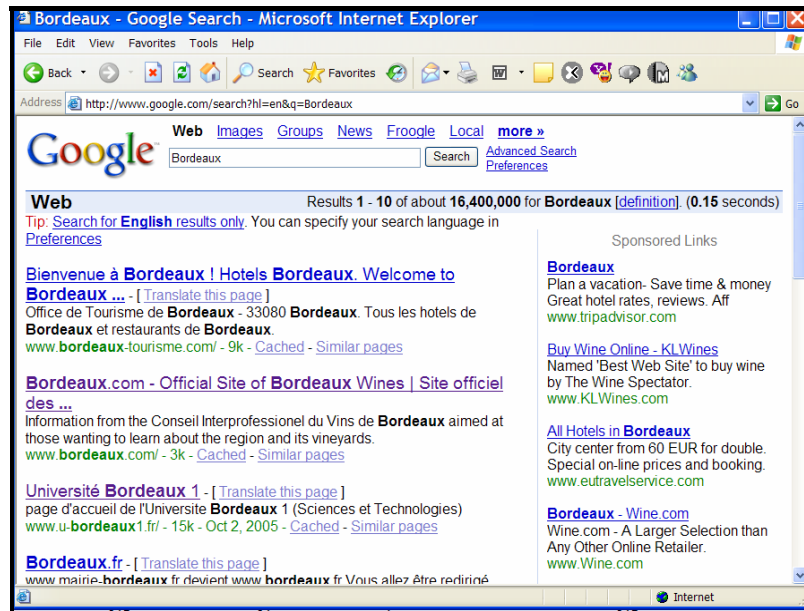 Bordeaux - Google Search - Microsoft Internet Explorer
File Edit View Favorites Tools Help
Back Search Favorites
Address http://www.google.com/search?hl=en&q=Bordeaux Go
Web Images Groups News Froogle Local more »
Google
Bordeaux Search Advanced Search
Preferences
Web Results 1 - 10 of about 16,400,000 for Bordeaux [definition]. (0.15 seconds)
Tip: Search for English results only. You can specify your search language in
Preferences
Bienvenue à Bordeaux ! Hotels Bordeaux. Welcome to
Bordeaux ... - [ Translate this page ]
Office de Tourisme de Bordeaux - 33080 Bordeaux. Tous les hotels de
Bordeaux et restaurants de Bordeaux.
www.bordeaux-tourisme.com/ - 9k - Cached - Similar pages
Bordeaux.com - Official Site of Bordeaux Wines | Site officiel
des ...
Information from the Conseil Interprofessionel du Vins de Bordeaux aimed at
those wanting to learn about the region and its vineyards.
www.bordeaux.com/ - 3k - Cached - Similar pages
Université Bordeaux 1 - [ Translate this page ]
page d'accueil de l'Universite Bordeaux 1 (Sciences et Technologies)
www.u-bordeaux1.fr/ - 15k - Oct 2, 2005 - Cached - Similar pages
Bordeaux.fr - [ Translate this page ]
www.mairie-bordeaux.fr devient www.bordeaux.fr Vous allez être redirigé
Sponsored Links
Bordeaux
Plan a vacation- Save time & money
Great hotel rates, reviews. Aff
www.tripadvisor.com
Buy Wine Online - KLWines
Named 'Best Web Site' to buy wine
by The Wine Spectator.
www.KLWines.com
All Hotels in Bordeaux
City center from 60 EUR for double.
Special on-line prices and booking.
www.eutravelservice.com
Bordeaux - Wine.com
Wine.com - A Larger Selection than
Any Other Online Retailer.
www.Wine.com
Internet